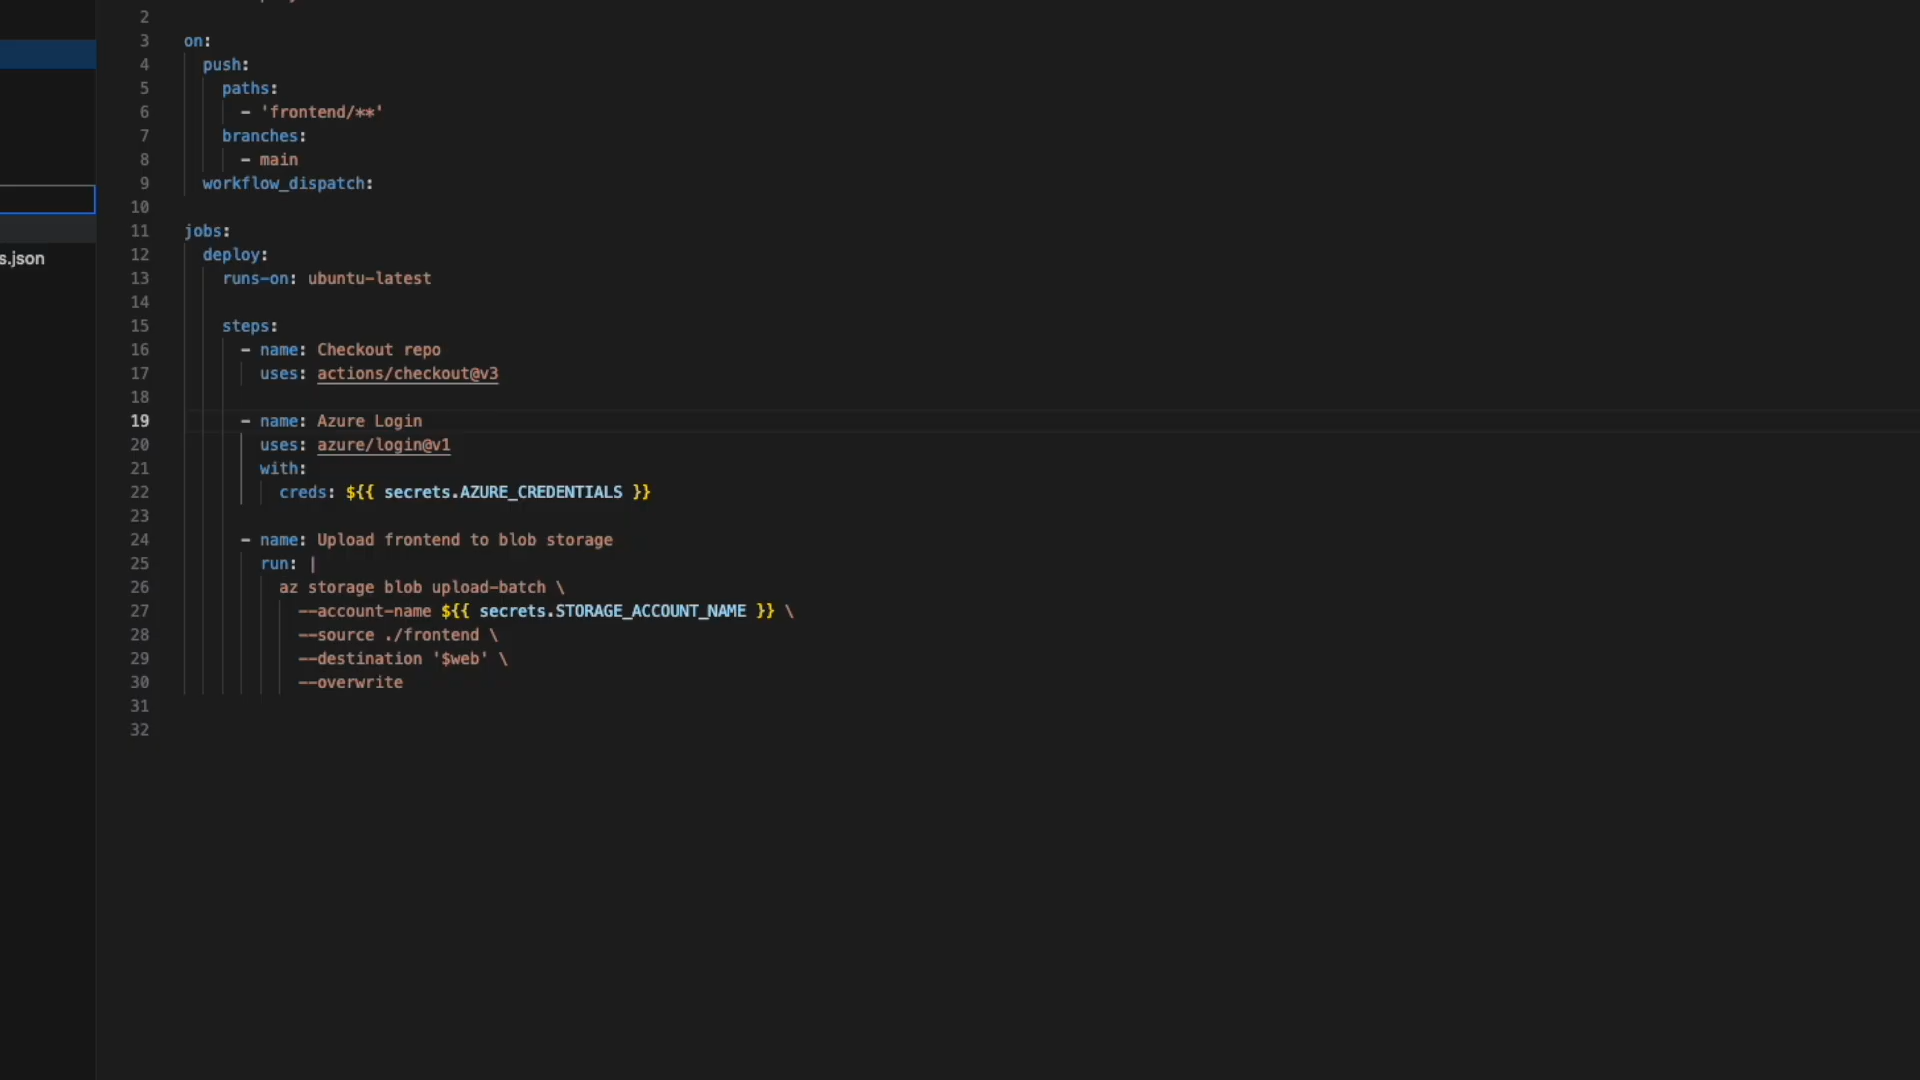 2
3 on:
4 push:
5 paths:
6 - 'frontend/**'
7 branches:
8 - main
9 workflow_dispatch:
10
11 jobs:
12 deploy:
13 runs-on: ubuntu-latest
14
15 steps:
16 - name: Checkout repo
17 uses: actions/checkout@v3
18
19 - name: Azure Login
20 uses: azure/login@v1
21 with:
22 creds: ${{ secrets.AZURE_CREDENTIALS }}
23
24 - name: Upload frontend to blob storage
25 run: |
26 az storage blob upload-batch \
27 --account-name ${{ secrets.STORAGE_ACCOUNT_NAME }} \
28 --source ./frontend \
29 --destination '$web' \
30 --overwrite
31
32
s.json